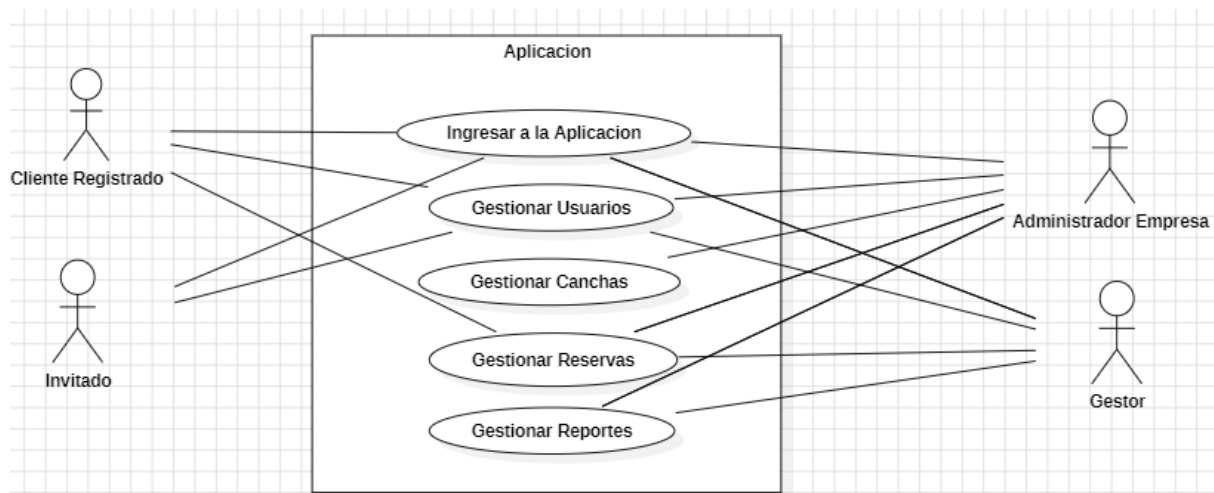 Aplicacion
Ingresar a la Aplicacion
Cliente Registrado
Gestionar Usuarios
Administrador Empresa
Gestionar Canchas
Gestionar Reservas
Invitado
Gestor
Gestionar Reportes